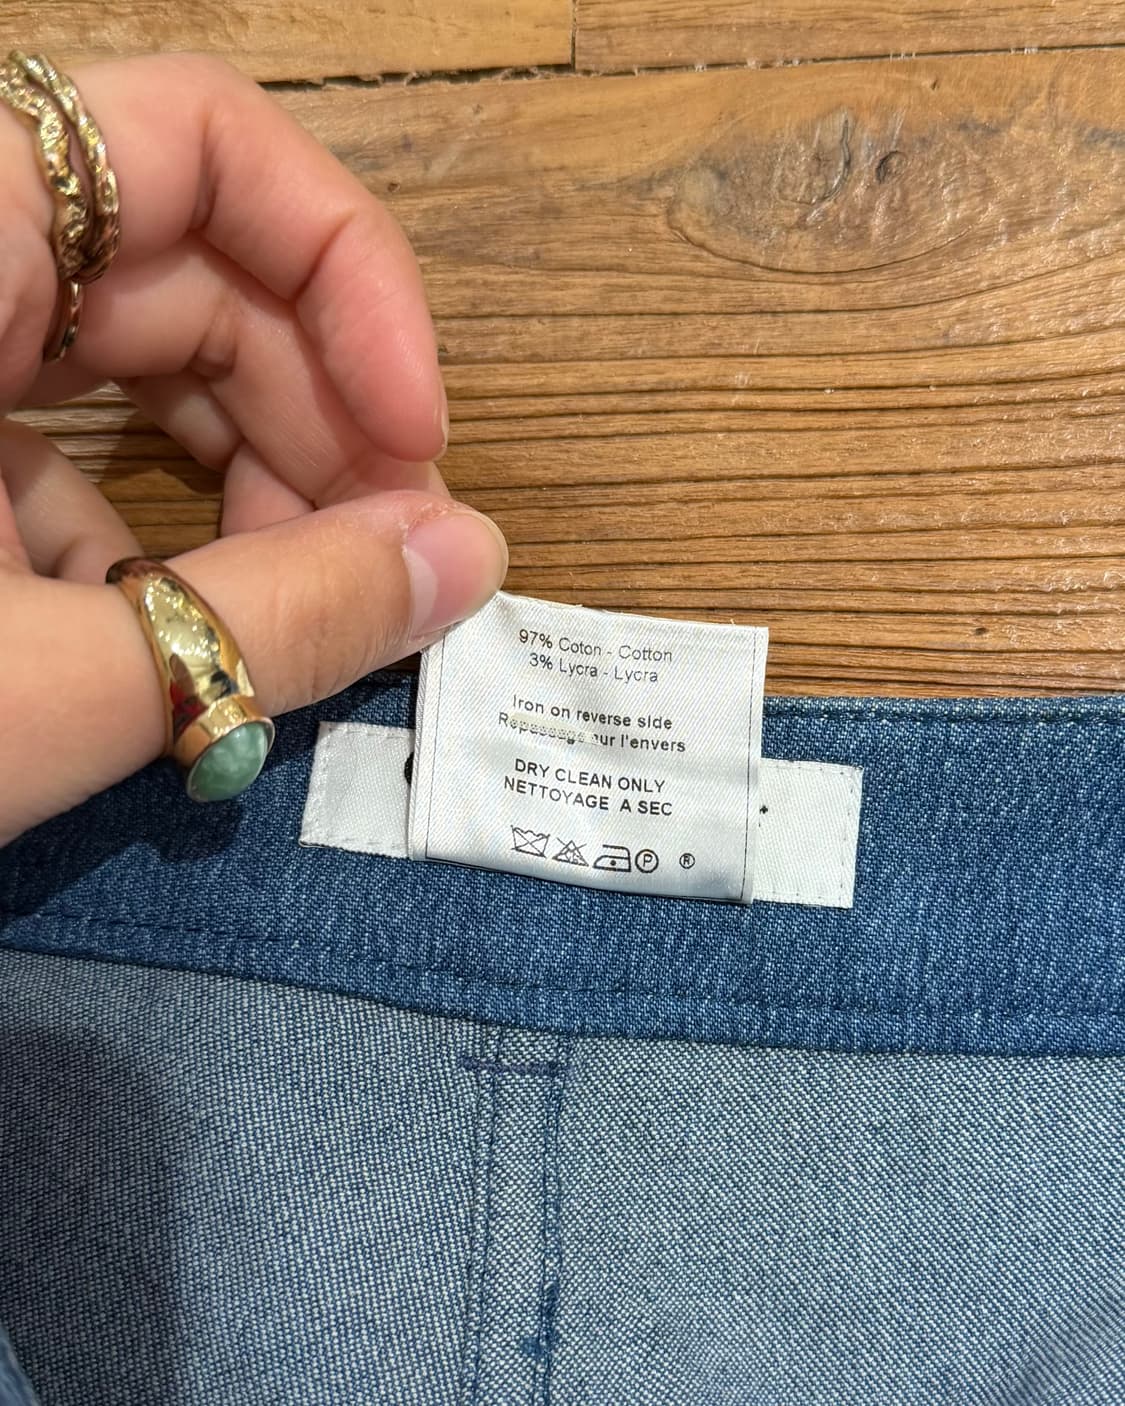 97% Coton - Cotton
3% Lycra - Lycra
Iron on reverse side
Repassage sur l'envers
DRY CLEAN ONLY
NETTOYAGE A SEC
P ®